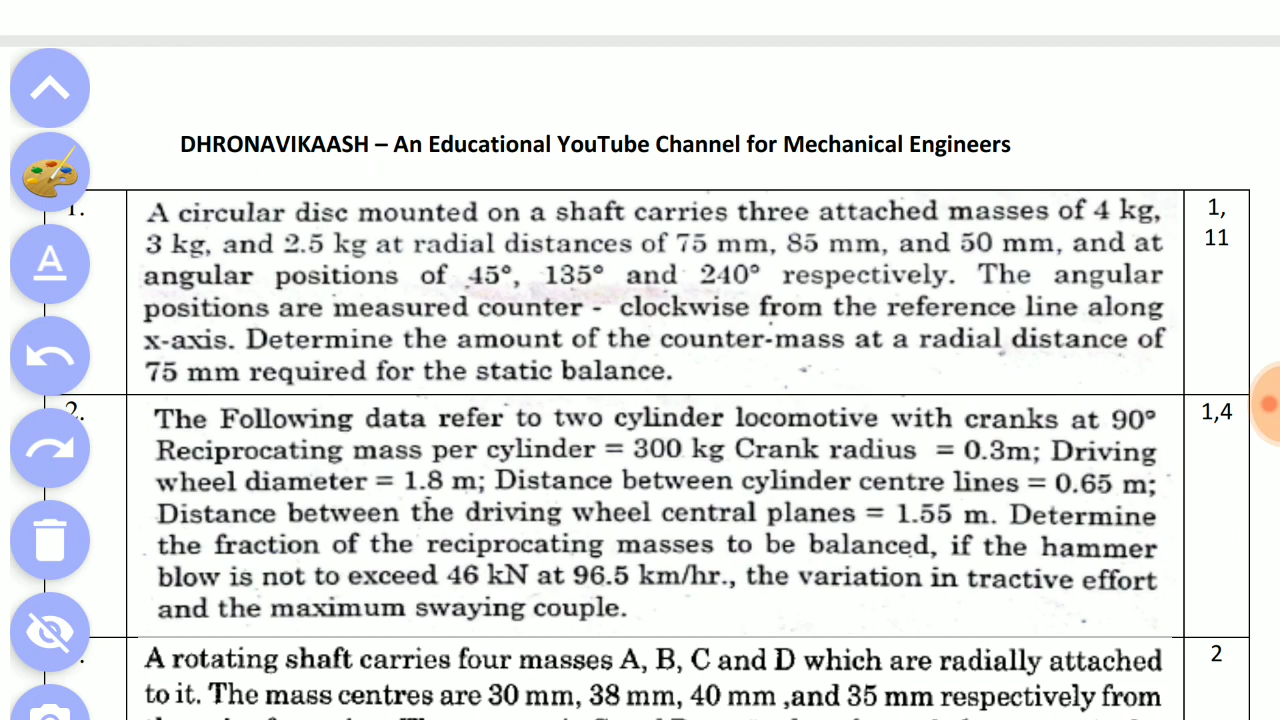 DHRONAVIKAASH – An Educational YouTube Channel for Mechanical Engineers
1.
A circular disc mounted on a shaft carries three attached masses of 4 kg,
3 kg, and 2.5 kg at radial distances of 75 mm, 85 mm, and 50 mm, and at
angular positions of 45°, 135° and 240° respectively. The angular
positions are measured counter - clockwise from the reference line along
x-axis. Determine the amount of the counter-mass at a radial distance of
75 mm required for the static balance.
1,
11
2.
The Following data refer to two cylinder locomotive with cranks at 90°
Reciprocating mass per cylinder = 300 kg Crank radius = 0.3m; Driving
wheel diameter = 1.8 m; Distance between cylinder centre lines = 0.65 m;
Distance between the driving wheel central planes = 1.55 m. Determine
the fraction of the reciprocating masses to be balanced, if the hammer
blow is not to exceed 46 kN at 96.5 km/hr., the variation in tractive effort
and the maximum swaying couple.
1,4
A rotating shaft carries four masses A, B, C and D which are radially attached
to it. The mass centres are 30 mm, 38 mm, 40 mm ,and 35 mm respectively from
2
A